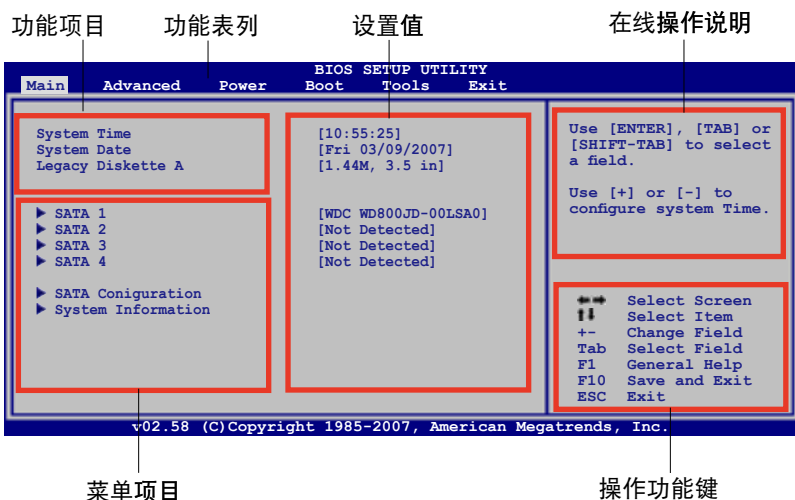 功能项目 功能表列 设置值 在线操作说明
BIOS SETUP UTILITY
Main Advanced Power Boot Tools Exit
System Time [10:55:25]
System Date [Fri 03/09/2007]
Legacy Diskette A [1.44M, 3.5 in]
SATA 1 [WDC WD800JD-00LSA0]
SATA 2 [Not Detected]
SATA 3 [Not Detected]
SATA 4 [Not Detected]
SATA Coniguration
System Information
Use [ENTER], [TAB] or
[SHIFT-TAB] to select
a field.
Use [+] or [-] to
configure system Time.
←→ Select Screen
↑↓ Select Item
+- Change Field
Tab Select Field
F1 General Help
F10 Save and Exit
ESC Exit
v02.58 (C)Copyright 1985-2007, American Megatrends, Inc.
菜单项目 操作功能键